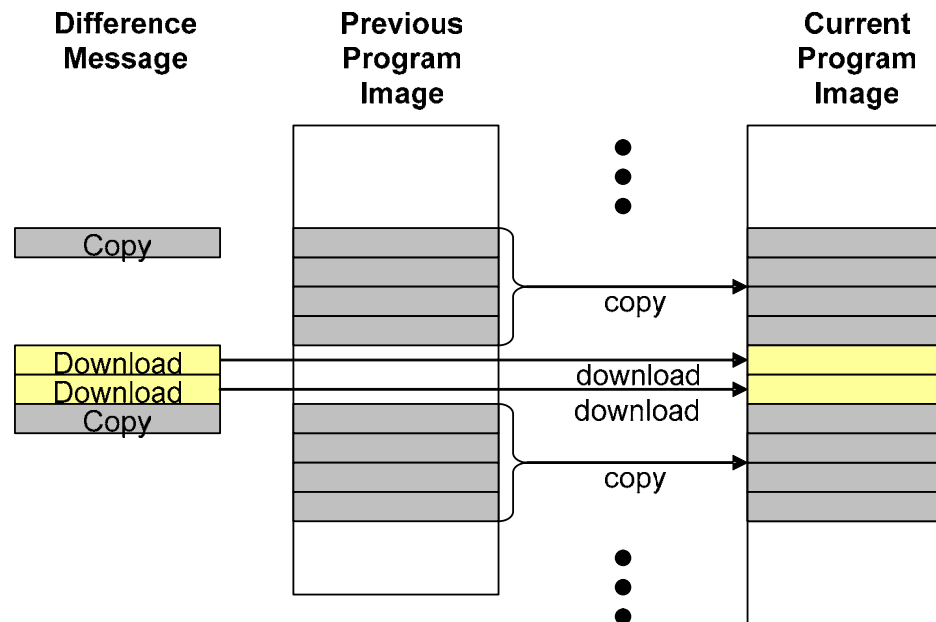 Difference
Message
Previous
Program
Image
Current
Program
Image
Copy
copy
Download
download
Download
download
Copy
copy